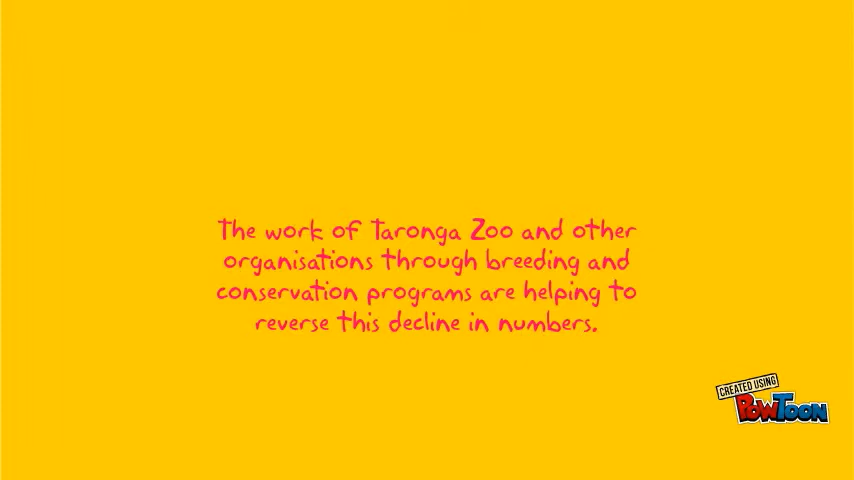 The work of Taronga Zoo and other
organisations through breeding and
conservation programs are helping to
reverse this decline in numbers.
CREATED USING
PowToon